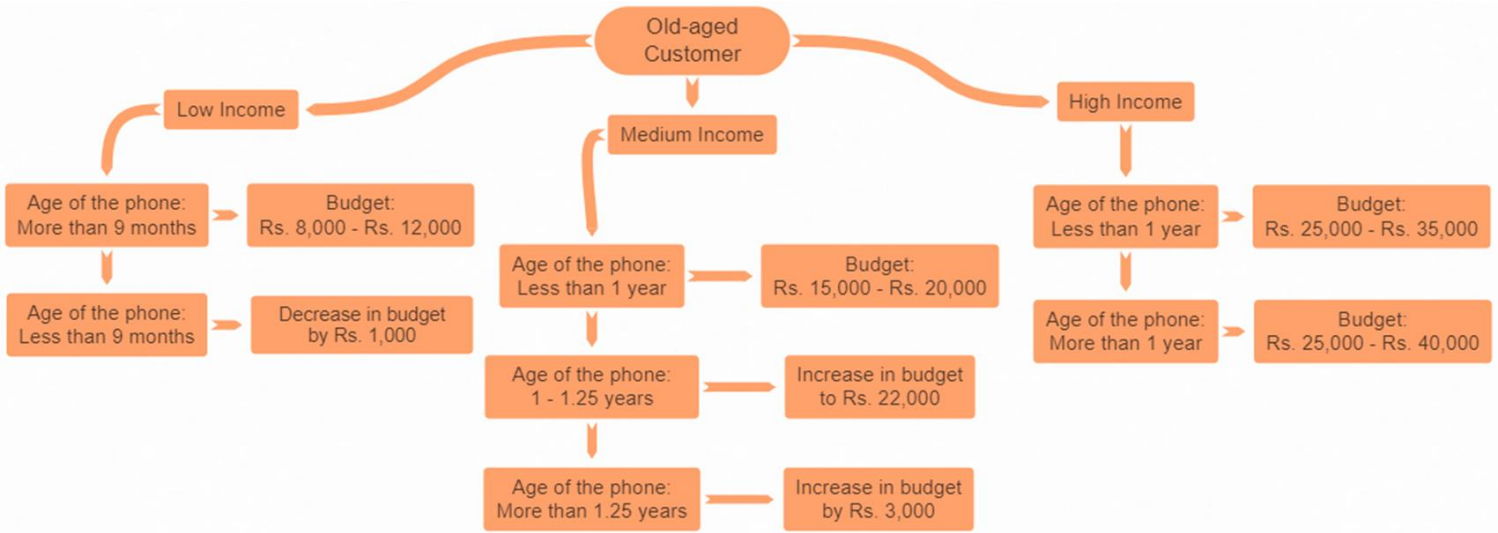 Old-aged
Customer
Low Income
Age of the phone:
More than 9 months
Budget:
Rs. 8,000 - Rs. 12,000
Age of the phone:
Less than 9 months
Decrease in budget
by Rs. 1,000
Medium Income
Age of the phone:
Less than 1 year
Budget:
Rs. 15,000 - Rs. 20,000
Age of the phone:
1 - 1.25 years
Increase in budget
to Rs. 22,000
Age of the phone:
More than 1.25 years
Increase in budget
by Rs. 3,000
High Income
Age of the phone:
Less than 1 year
Budget:
Rs. 25,000 - Rs. 35,000
Age of the phone:
More than 1 year
Budget:
Rs. 25,000 - Rs. 40,000